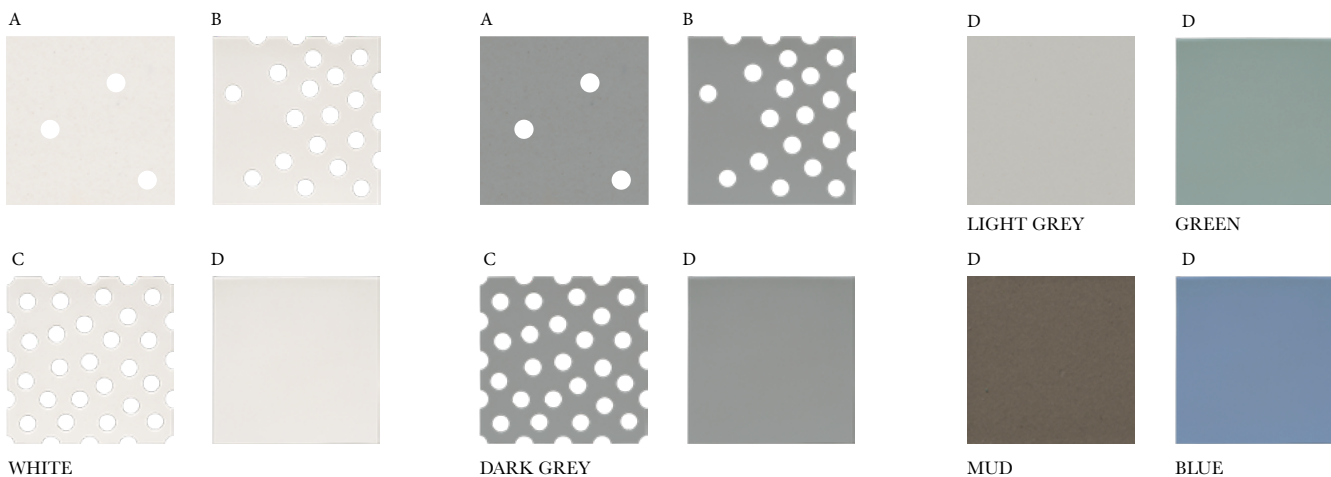 A B A B D D
LIGHT GREY GREEN
C D C D D D
WHITE DARK GREY MUD BLUE